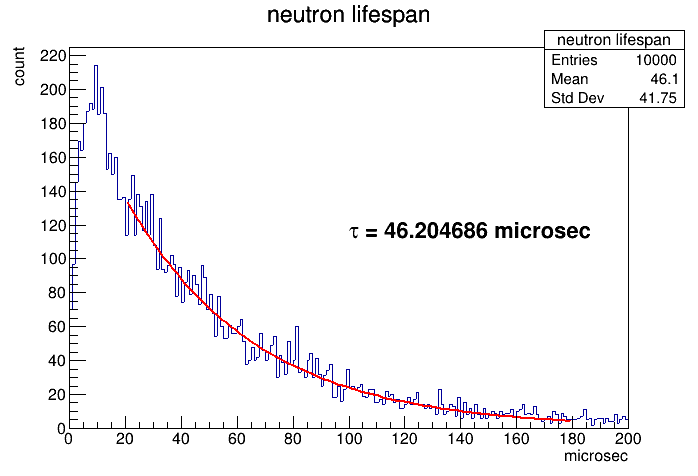 neutron lifespan
count
neutron lifespan
Entries 10000
Mean 46.1
Std Dev 41.75
220
200
180
160
140
120
100
80
60
40
20
0
τ = 46.204686 microsec
0 20 40 60 80 100 120 140 160 180 200
microsec